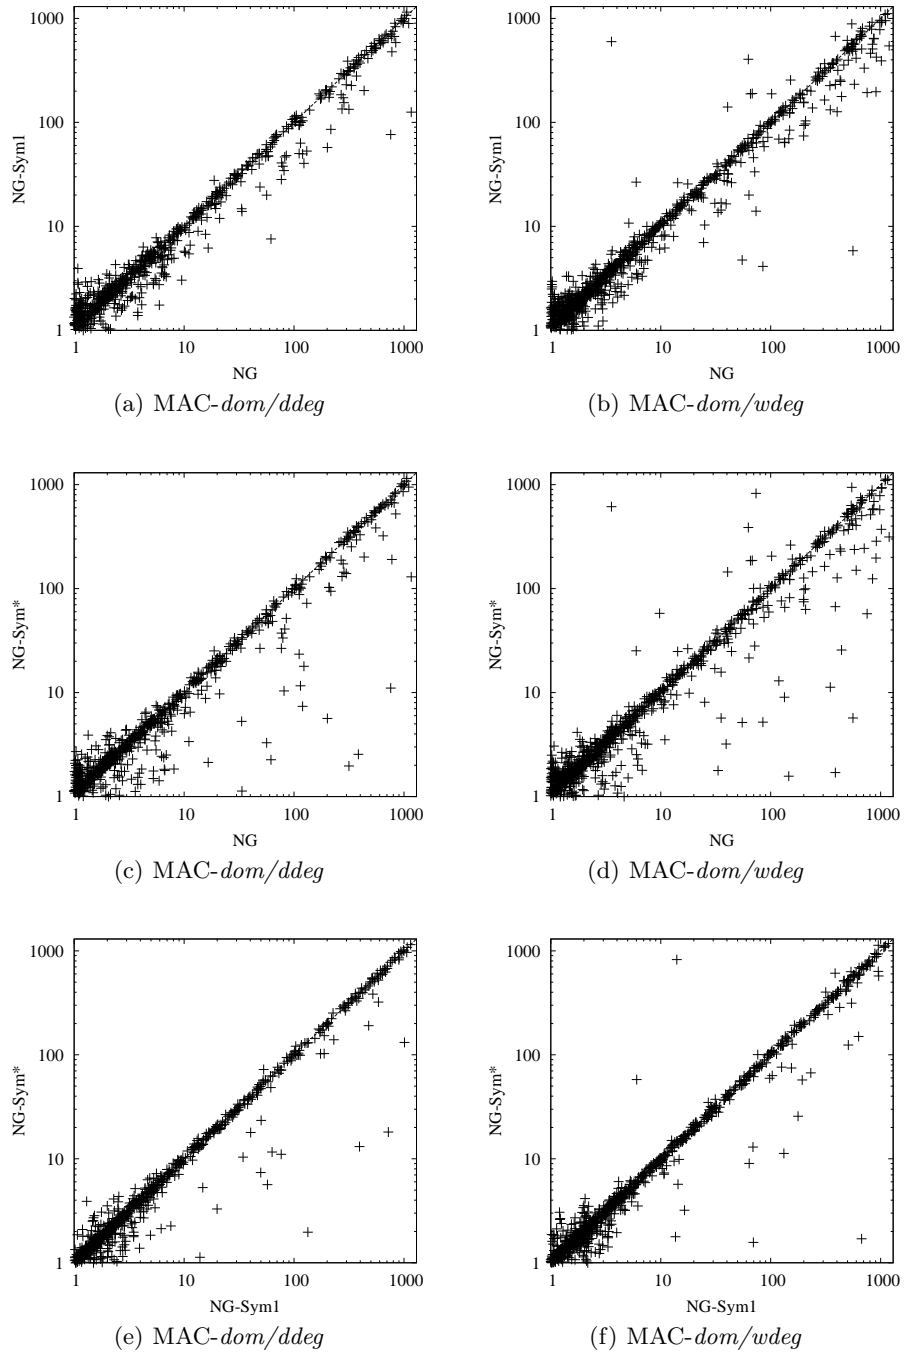 1000
100
10
1
NG-Sym1
1 10 100 1000
NG
(a) MAC-dom/ddeg
1000
100
10
1
NG-Sym1
1 10 100 1000
NG
(b) MAC-dom/wdeg
1000
100
10
1
NG-Sym*
1 10 100 1000
NG
(c) MAC-dom/ddeg
1000
100
10
1
NG-Sym*
1 10 100 1000
NG
(d) MAC-dom/wdeg
1000
100
10
1
NG-Sym*
1 10 100 1000
NG-Sym1
(e) MAC-dom/ddeg
1000
100
10
1
NG-Sym*
1 10 100 1000
NG-Sym1
(f) MAC-dom/wdeg